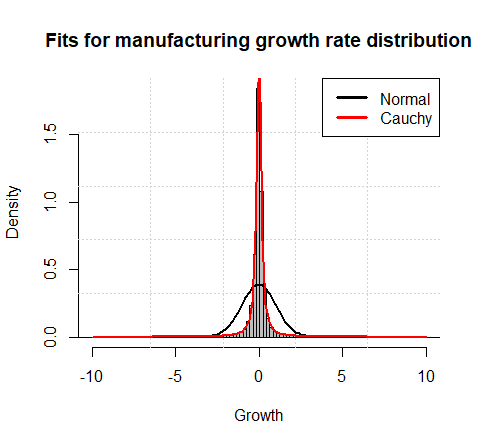 Fits for manufacturing growth rate distribution
Normal
Cauchy
Density
1.5
1.0
0.5
0.0
-10 -5 0 5 10
Growth